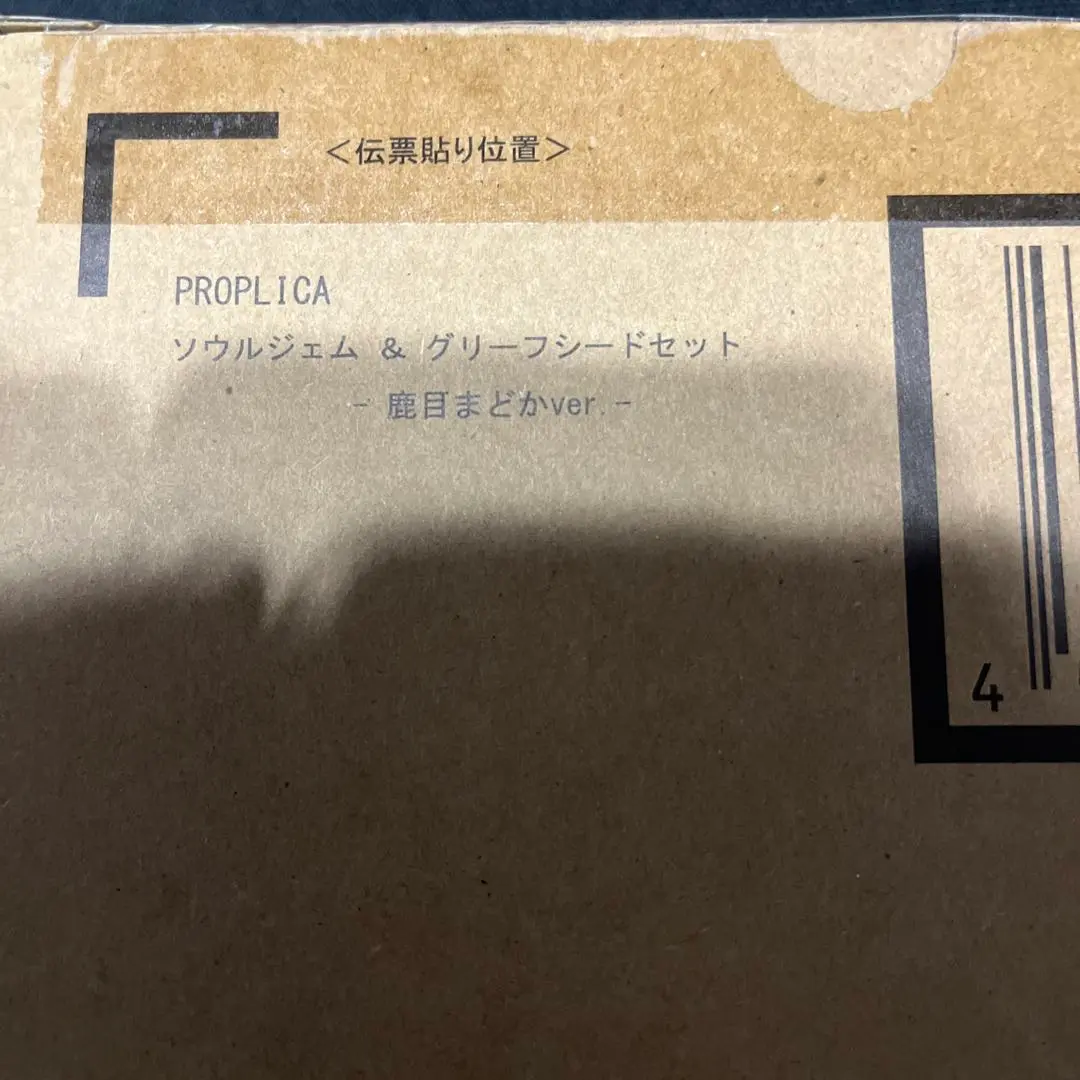 ＜伝票貼り位置＞
PROPLICA
ソウルジェム ＆ グリーフシードセット
－ 鹿目まどかver.－
4